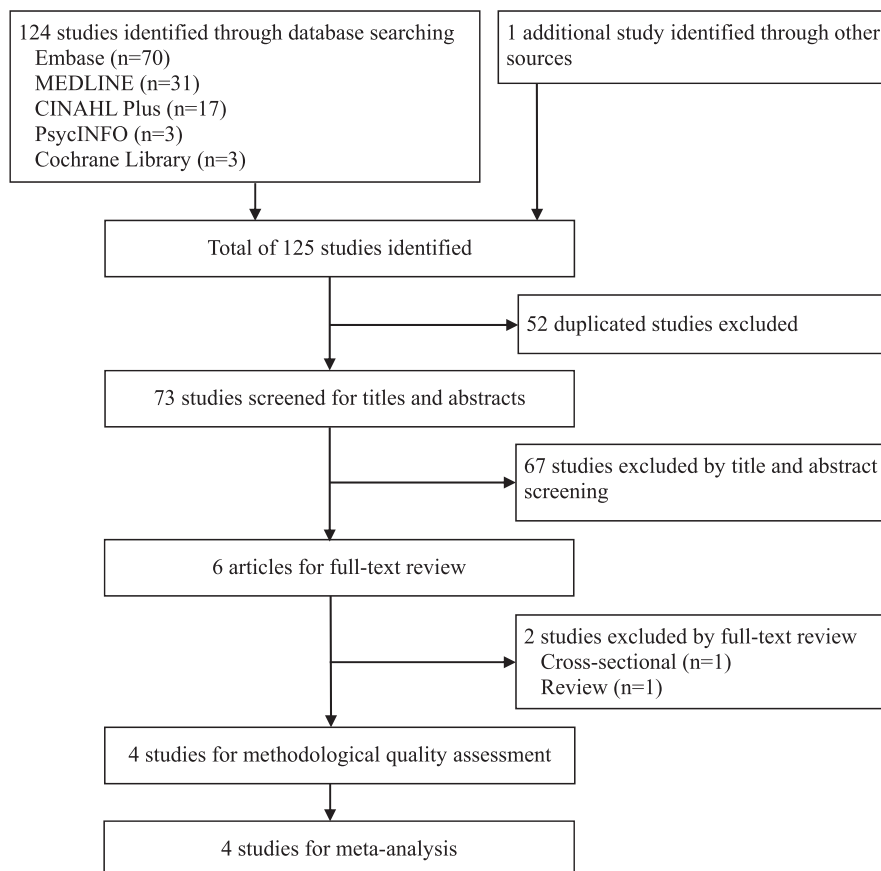 124 studies identified through database searching
Embase (n=70)
MEDLINE (n=31)
CINAHL Plus (n=17)
PsycINFO (n=3)
Cochrane Library (n=3)
1 additional study identified through other
sources
Total of 125 studies identified
52 duplicated studies excluded
73 studies screened for titles and abstracts
67 studies excluded by title and abstract
screening
6 articles for full-text review
2 studies excluded by full-text review
Cross-sectional (n=1)
Review (n=1)
4 studies for methodological quality assessment
4 studies for meta-analysis